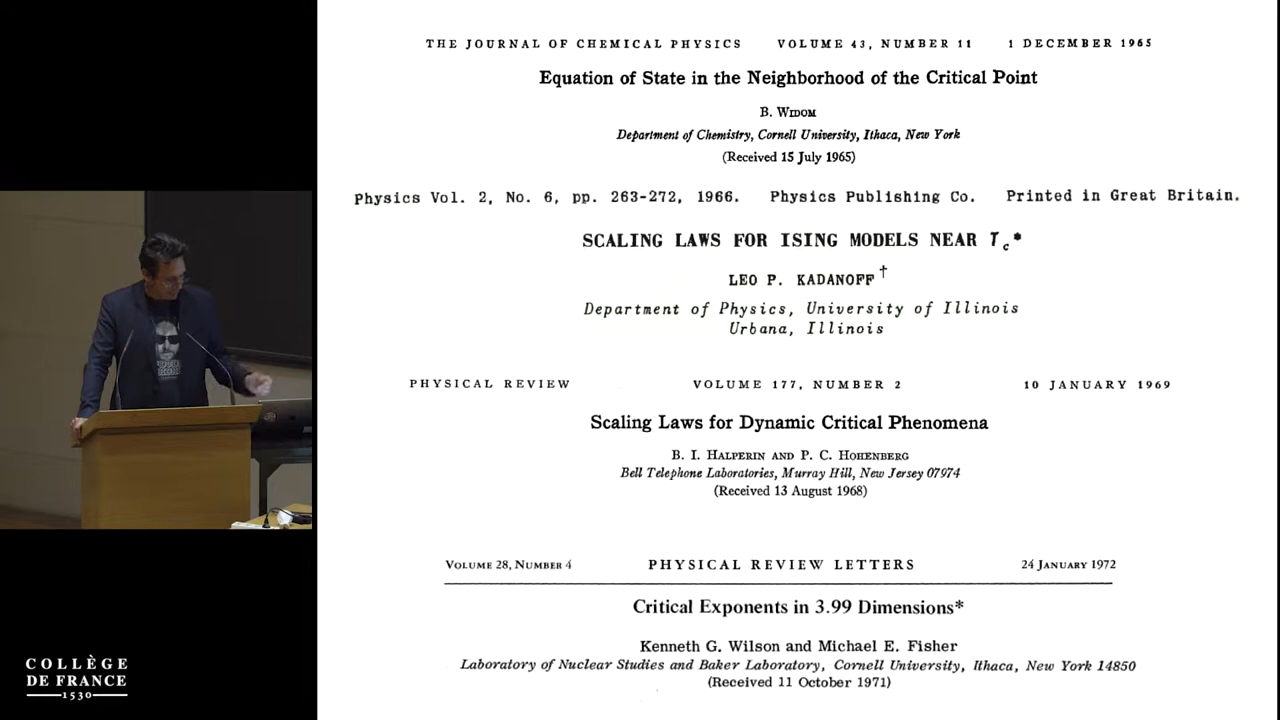 THE JOURNAL OF CHEMICAL PHYSICS VOLUME 43, NUMBER 11 1 DECEMBER 1965
Equation of State in the Neighborhood of the Critical Point
B. WIDOM
Department of Chemistry, Cornell University, Ithaca, New York
(Received 15 July 1965)
Physics Vol. 2, No. 6, pp. 263-272, 1966. Physics Publishing Co. Printed in Great Britain.
SCALING LAWS FOR ISING MODELS NEAR Tc*
LEO P. KADANOFF†
Department of Physics, University of Illinois
Urbana, Illinois
PHYSICAL REVIEW VOLUME 177, NUMBER 2 10 JANUARY 1969
Scaling Laws for Dynamic Critical Phenomena
B. I. HALPERIN AND P. C. HOHENBERG
Bell Telephone Laboratories, Murray Hill, New Jersey 07974
(Received 13 August 1968)
VOLUME 28, NUMBER 4 PHYSICAL REVIEW LETTERS 24 JANUARY 1972
Critical Exponents in 3.99 Dimensions*
Kenneth G. Wilson and Michael E. Fisher
Laboratory of Nuclear Studies and Baker Laboratory, Cornell University, Ithaca, New York 14850
(Received 11 October 1971)
COLLÈGE
DE FRANCE
1530